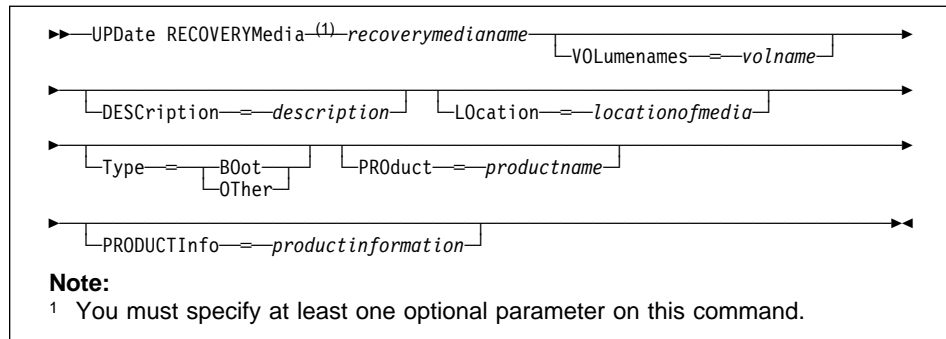 ►►—UPDate RECOVERYMedia—(1)—recoverymedianame—VOLumenames—=—volname—►
►—DESCription—=—description—LOcation—=—locationofmedia—►
►—Type—=—BOot—PROduct—=—productname—►
OTher
►—PRODUCTInfo—=—productinformation—►◄
Note:
1 You must specify at least one optional parameter on this command.